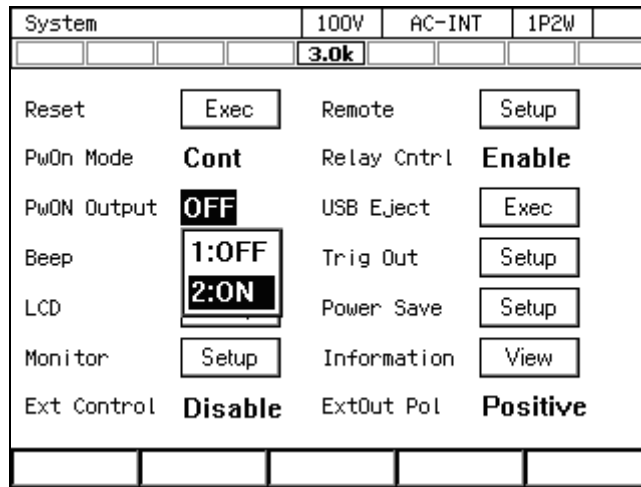 System 100V AC-INT 1P2W
3.0k
Reset Exec Remote Setup
PwOn Mode Cont Relay Cntrl Enable
PwON Output OFF USB Eject Exec
Beep 1:OFF Trig Out Setup
LCD 2:ON Power Save Setup
Monitor Setup Information View
Ext Control Disable ExtOut Pol Positive